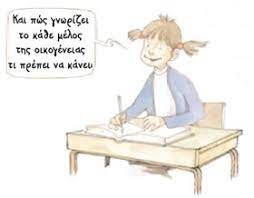 Και πώς γνωρίζει
το κάθε μέλος
της οικογένειας
τι πρέπει να κάνει